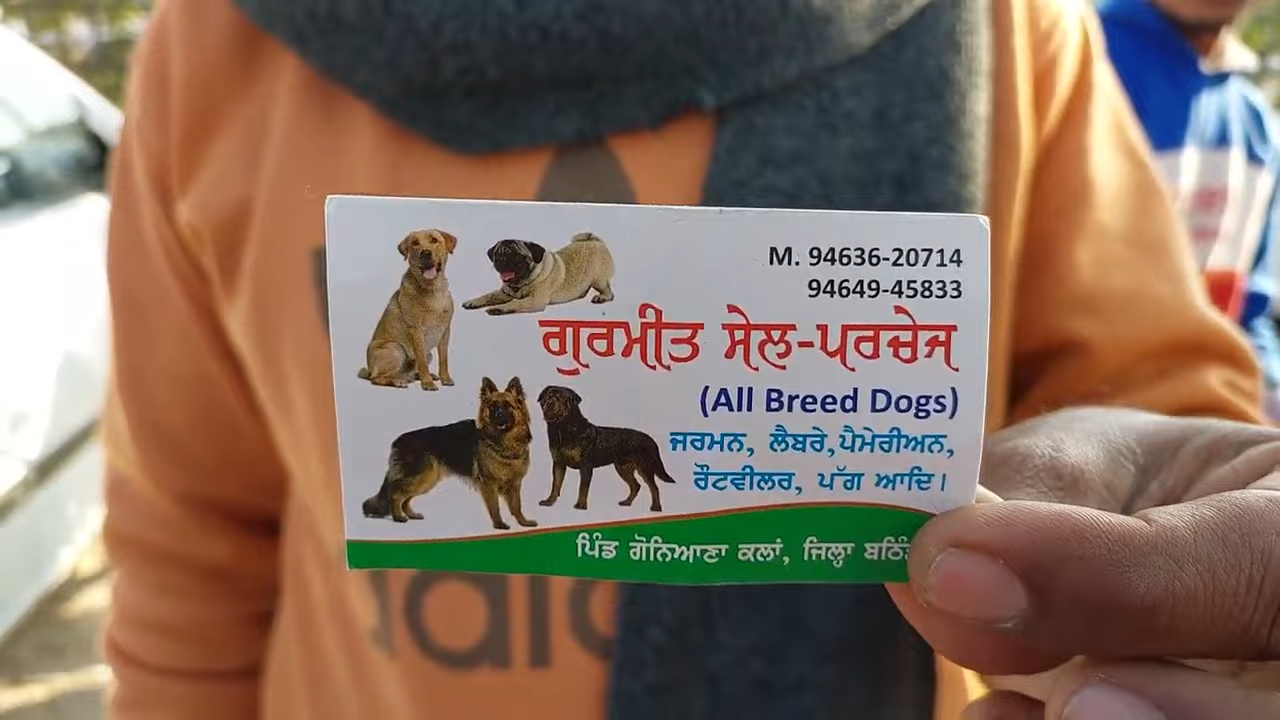 M. 94636-20714
94649-45833
ਗੁਰਮੀਤ ਸੇਲ-ਪਰਚੇਜ
(All Breed Dogs)
ਜਰਮਨ, ਲੈਬਰੇ,ਪੈਮੇਰੀਅਨ,
ਰੌਟਵੀਲਰ, ਪੱਗ ਆਦਿ।
ਪਿੰਡ ਗੋਨਿਆਣਾ ਕਲਾਂ, ਜਿਲ੍ਹਾ